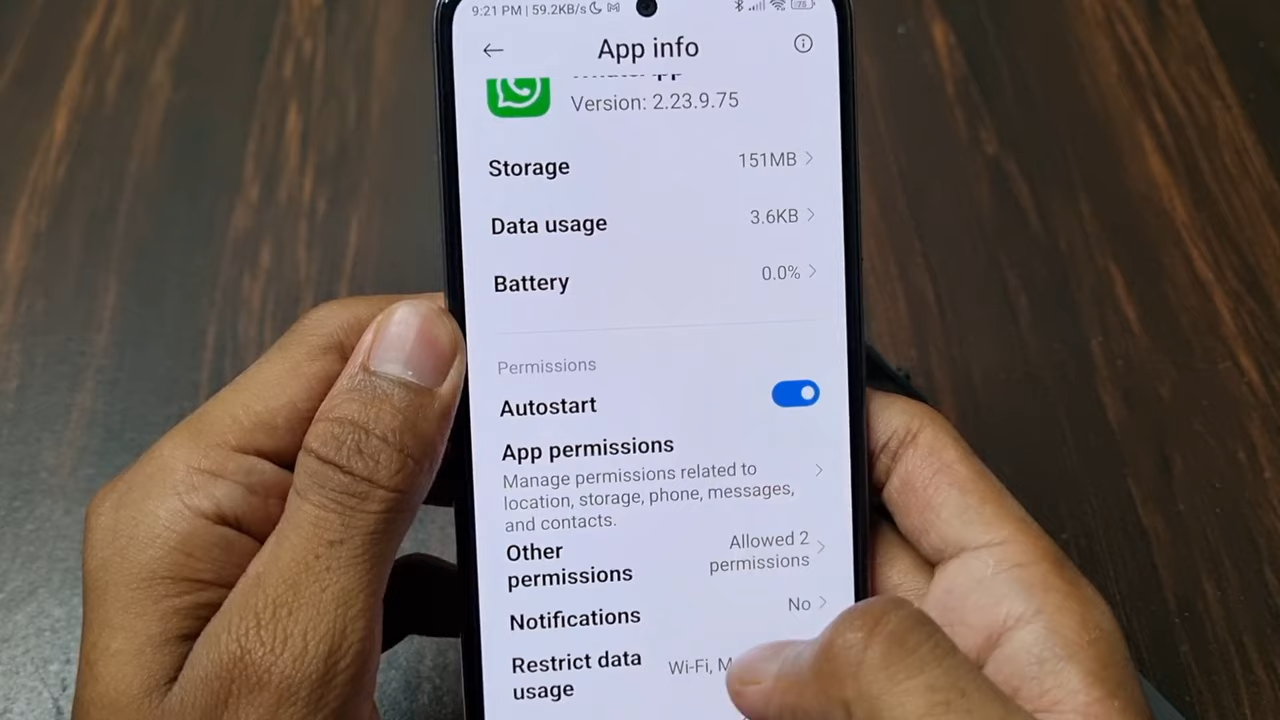 9:21 PM | 59.2KB/s
75
App info
Version: 2.23.9.75
Storage 151MB
Data usage 3.6KB
Battery 0.0%
Permissions
Autostart
App permissions
Manage permissions related to
location, storage, phone, messages,
and contacts.
Other permissions Allowed 2 permissions
Notifications No
Restrict data usage Wi-Fi,